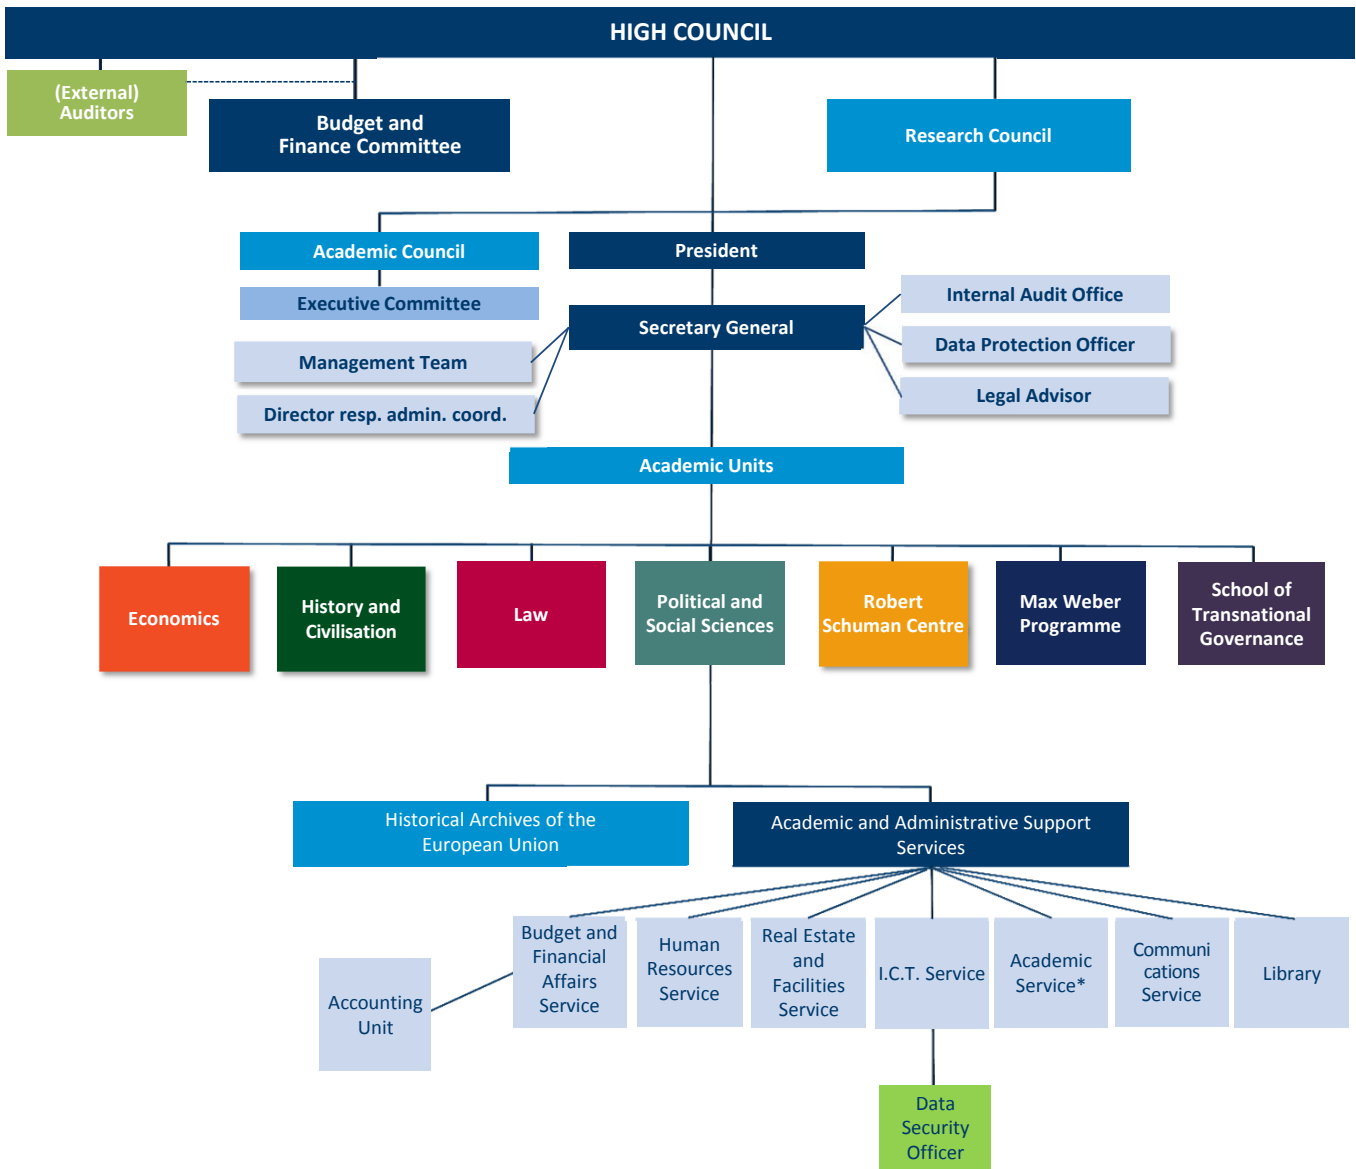 HIGH COUNCIL
(External)
Auditors
Budget and
Finance Committee
Research Council
Academic Council
President
Executive Committee
Secretary General
Internal Audit Office
Management Team
Data Protection Officer
Director resp. admin. coord.
Legal Advisor
Academic Units
Economics
History and
Civilisation
Law
Political and
Social Sciences
Robert
Schuman Centre
Max Weber
Programme
School of
Transnational
Governance
Historical Archives of the
European Union
Academic and Administrative Support
Services
Accounting
Unit
Budget and
Financial
Affairs
Service
Human
Resources
Service
Real Estate
and
Facilities
Service
I.C.T. Service
Academic
Service*
Communi
cations
Service
Library
Data
Security
Officer